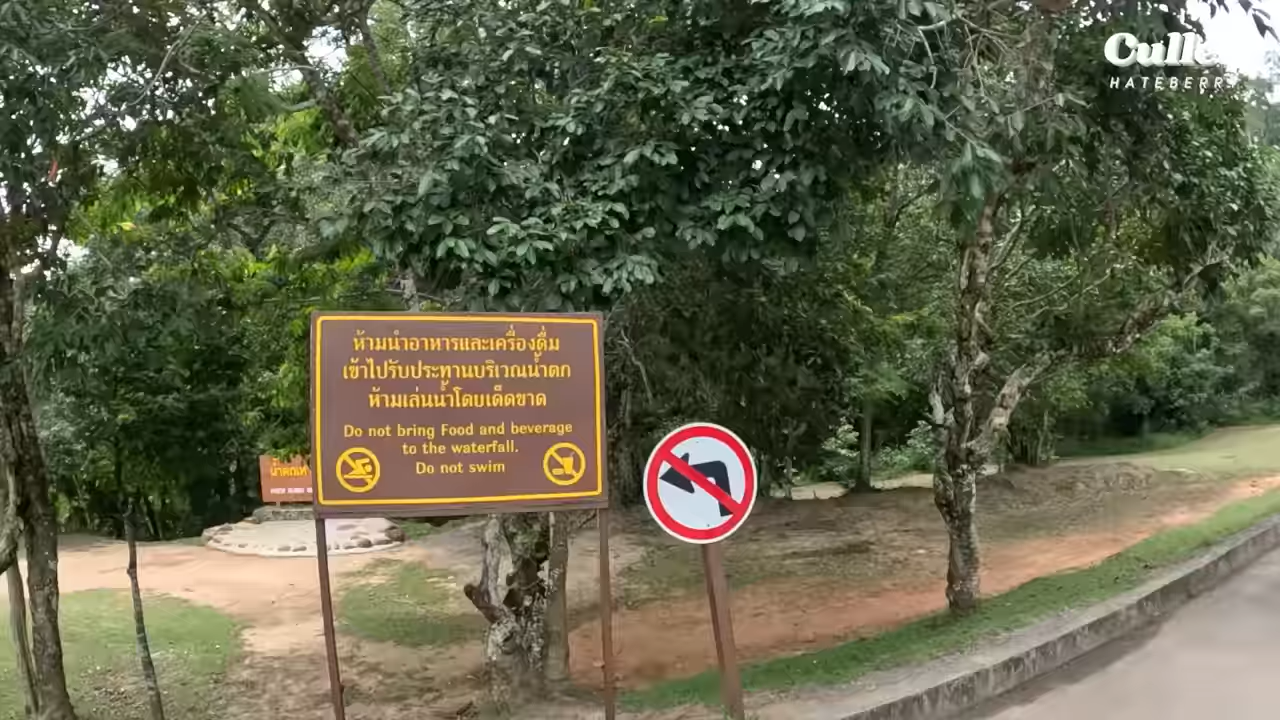 ห้ามนำอาหารและเครื่องดื่ม
เข้าไปรับประทานบริเวณน้ำตก
ห้ามเล่นน้ำโดยเด็ดขาด
Do not bring Food and beverage
to the waterfall.
Do not swim
HATEBERR